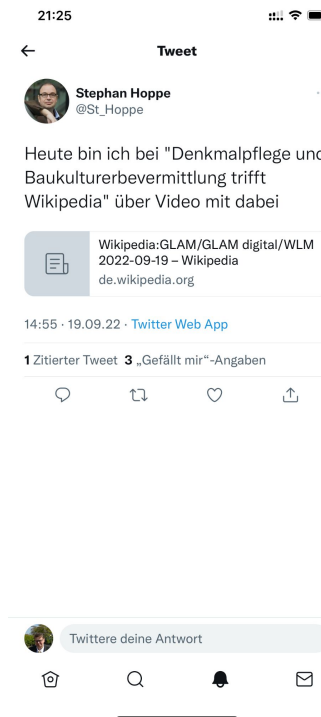 21:25
Tweet
Stephan Hoppe
@St_Hoppe
Heute bin ich bei "Denkmalpflege und
Baukulturerbevermittlung trifft
Wikipedia" über Video mit dabei
Wikipedia:GLAM/GLAM digital/WLM
2022-09-19 – Wikipedia
de.wikipedia.org
14:55 · 19.09.22 · Twitter Web App
1 Zitierter Tweet 3 „Gefällt mir“-Angaben
Twittere deine Antwort